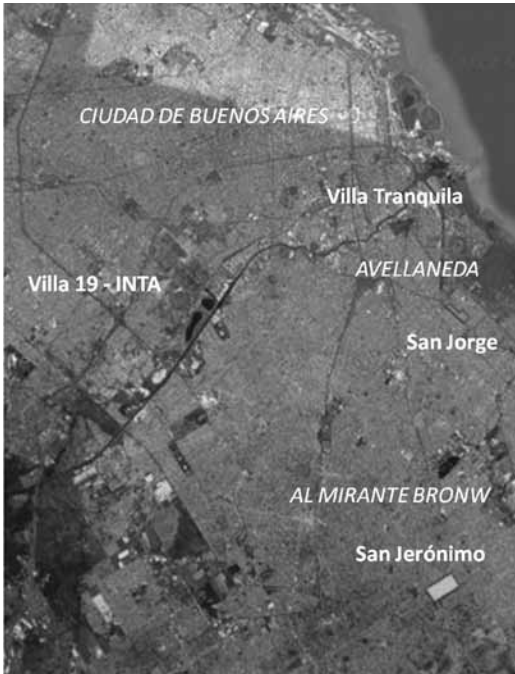 CIUDAD DE BUENOS AIRES
Villa Tranquila
Villa 19 - INTA
AVELLANEDA
San Jorge
AL MIRANTE BRONW
San Jerónimo